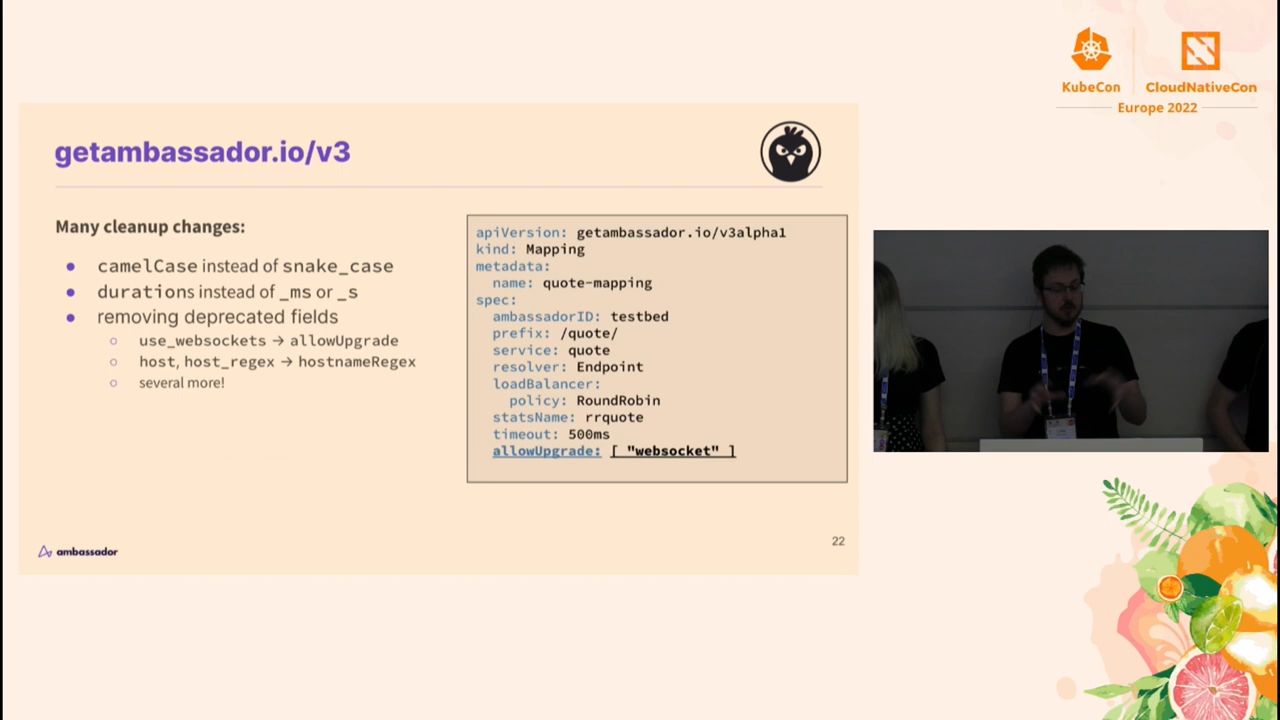 KubeCon
CloudNativeCon
Europe 2022
getambassador.io/v3
Many cleanup changes:
camelCase instead of snake_case
durations instead of _ms or _s
removing deprecated fields
use_websockets → allowUpgrade
host, host_regex → hostnameRegex
several more!
apiVersion: getambassador.io/v3alpha1
kind: Mapping
metadata:
name: quote-mapping
spec:
ambassadorID: testbed
prefix: /quote/
service: quote
resolver: Endpoint
loadBalancer:
policy: RoundRobin
statsName: rrquote
timeout: 500ms
allowUpgrade: [ "websocket" ]
ambassador
22